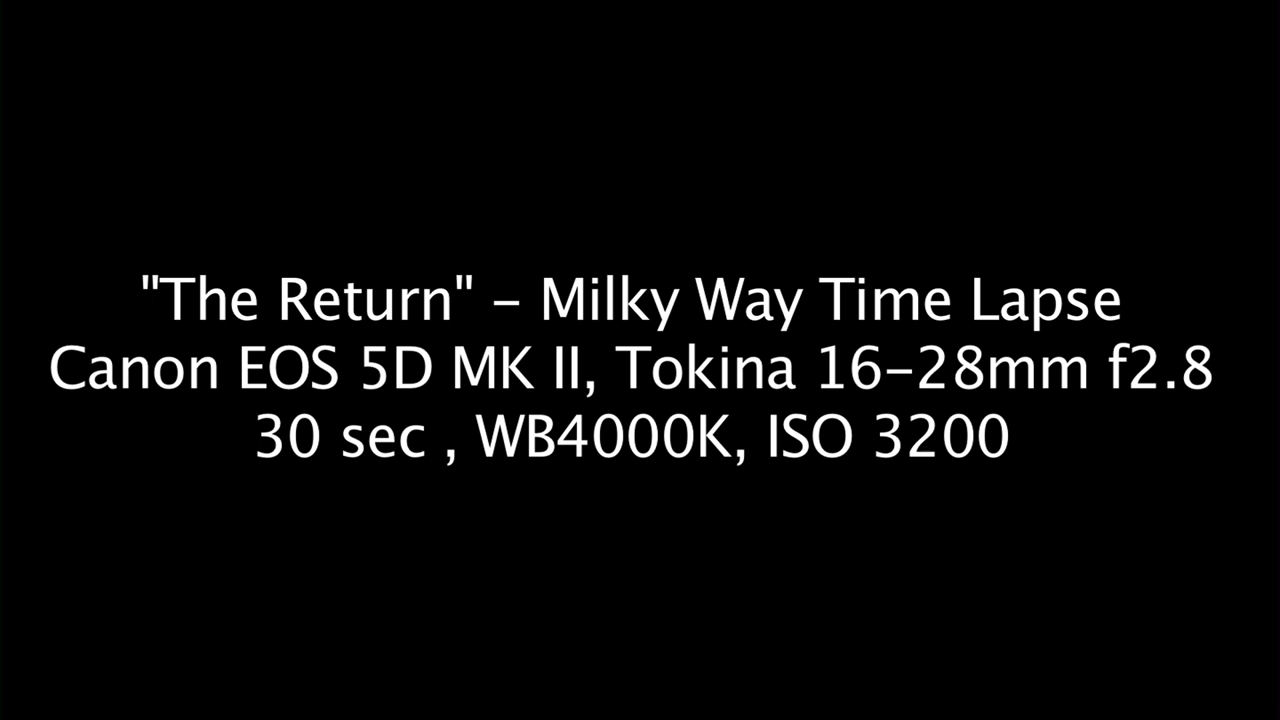 "The Return" – Milky Way Time Lapse
Canon EOS 5D MK II, Tokina 16–28mm f2.8
30 sec , WB4000K, ISO 3200